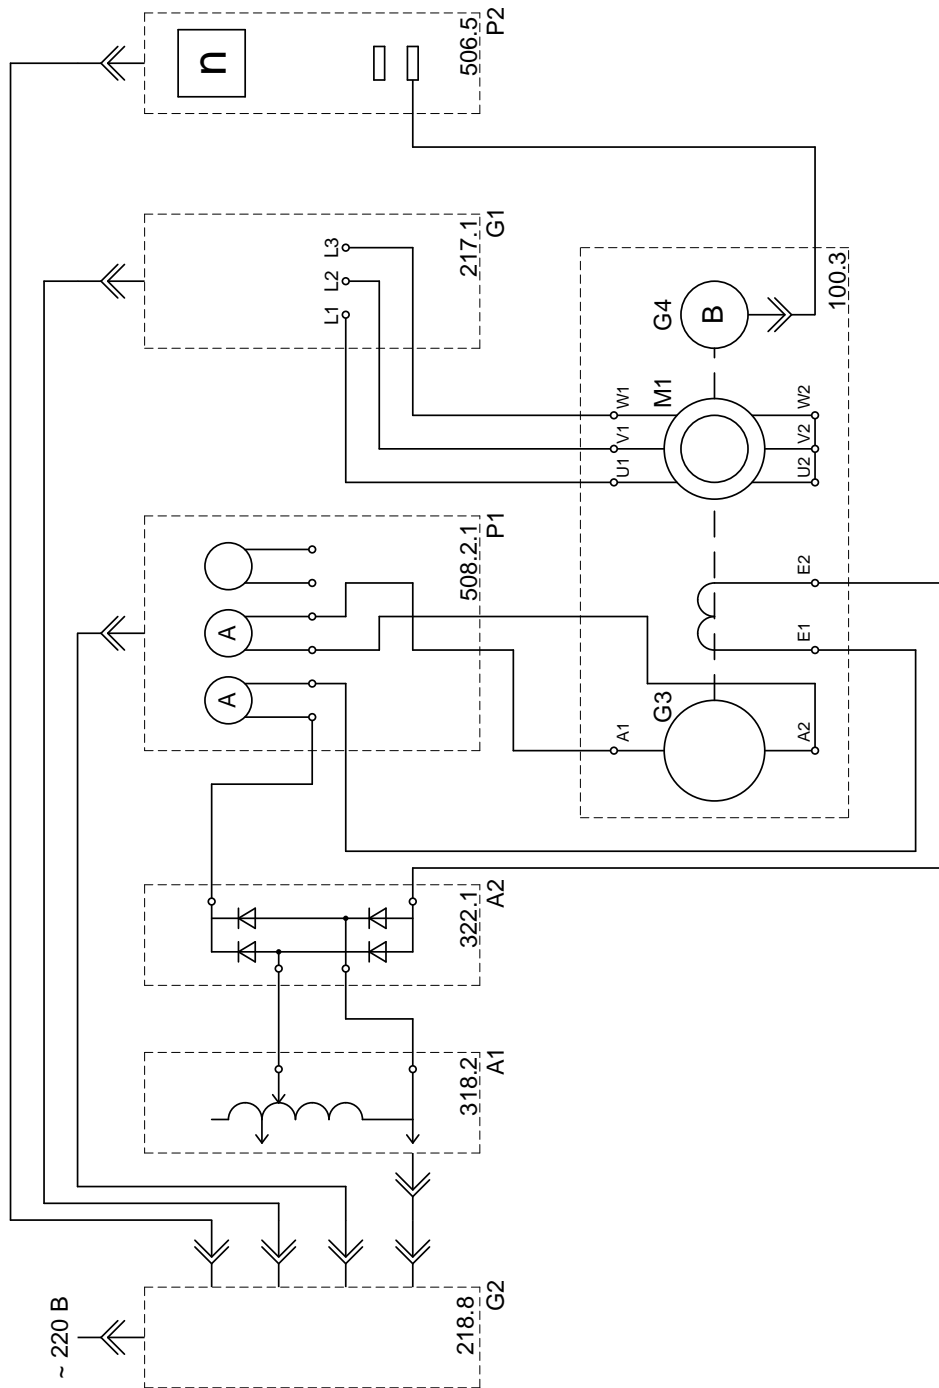 ~ 220 В
218.8
G2
318.2
A1
322.1
A2
A
A
508.2.1
P1
L1
L2
L3
217.1
G1
n
506.5
P2
A1
A2
G3
E1
E2
U1
V1
W1
M1
U2
V2
W2
G4
В
100.3